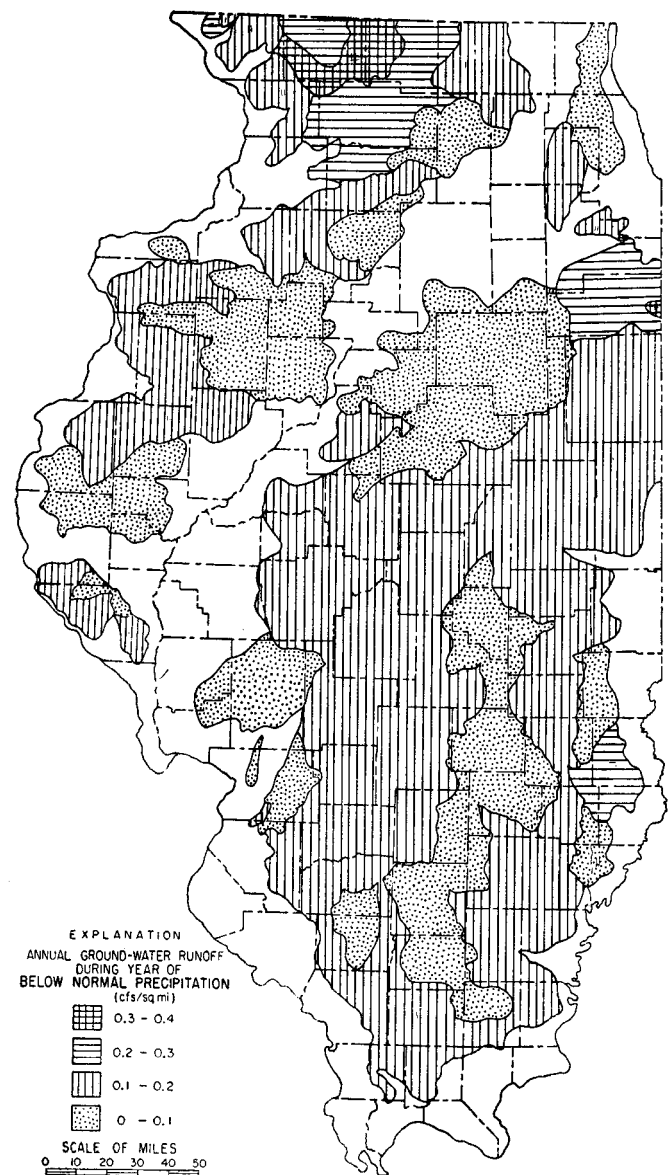 EXPLANATION
ANNUAL GROUND-WATER RUNOFF
DURING YEAR OF
BELOW NORMAL PRECIPITATION
(cfs/sq mi)
0.3 - 0.4
0.2 - 0.3
0.1 - 0.2
0 - 0.1
SCALE OF MILES
0 10 20 30 40 50